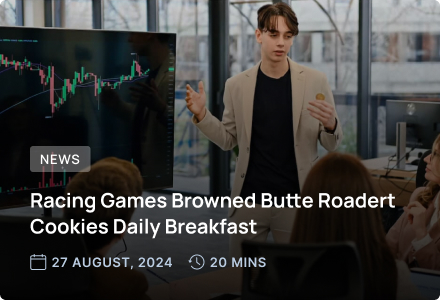 NEWS
Racing Games Browned Butte Roadert
Cookies Daily Breakfast
27 AUGUST, 2024
20 MINS